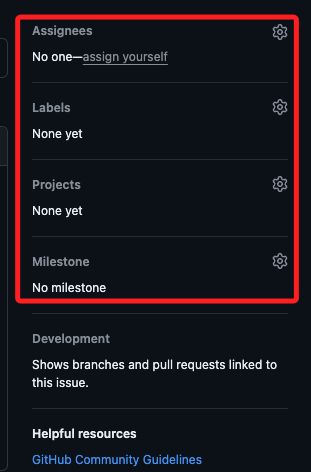 Assignees
No one—assign yourself
Labels
None yet
Projects
None yet
Milestone
No milestone
Development
Shows branches and pull requests linked to
this issue.
Helpful resources
GitHub Community Guidelines